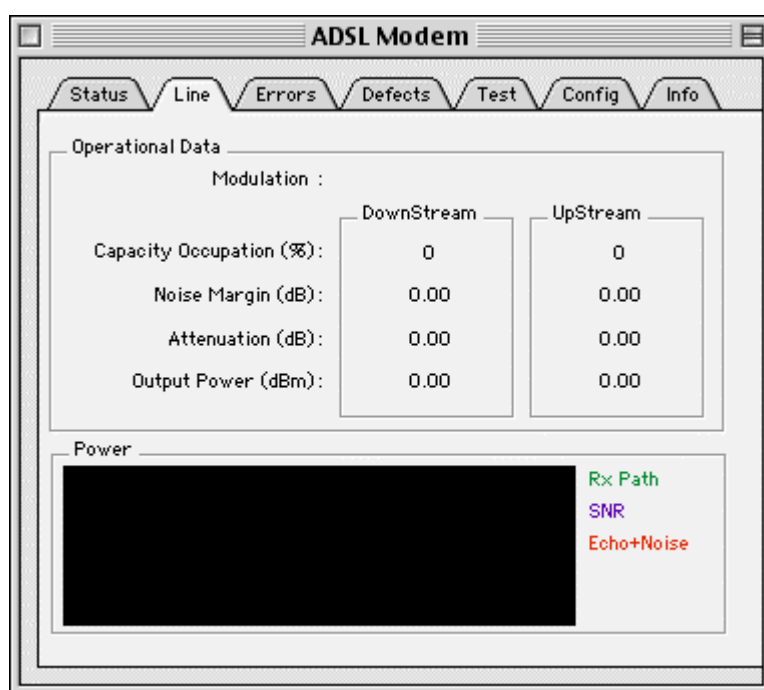 ADSL Modem
Status Line Errors Defects Test Config Info
Operational Data
Modulation :
DownStream UpStream
Capacity Occupation (%): 0 0
Noise Margin (dB): 0.00 0.00
Attenuation (dB): 0.00 0.00
Output Power (dBm): 0.00 0.00
Power
Rx Path
SNR
Echo+Noise